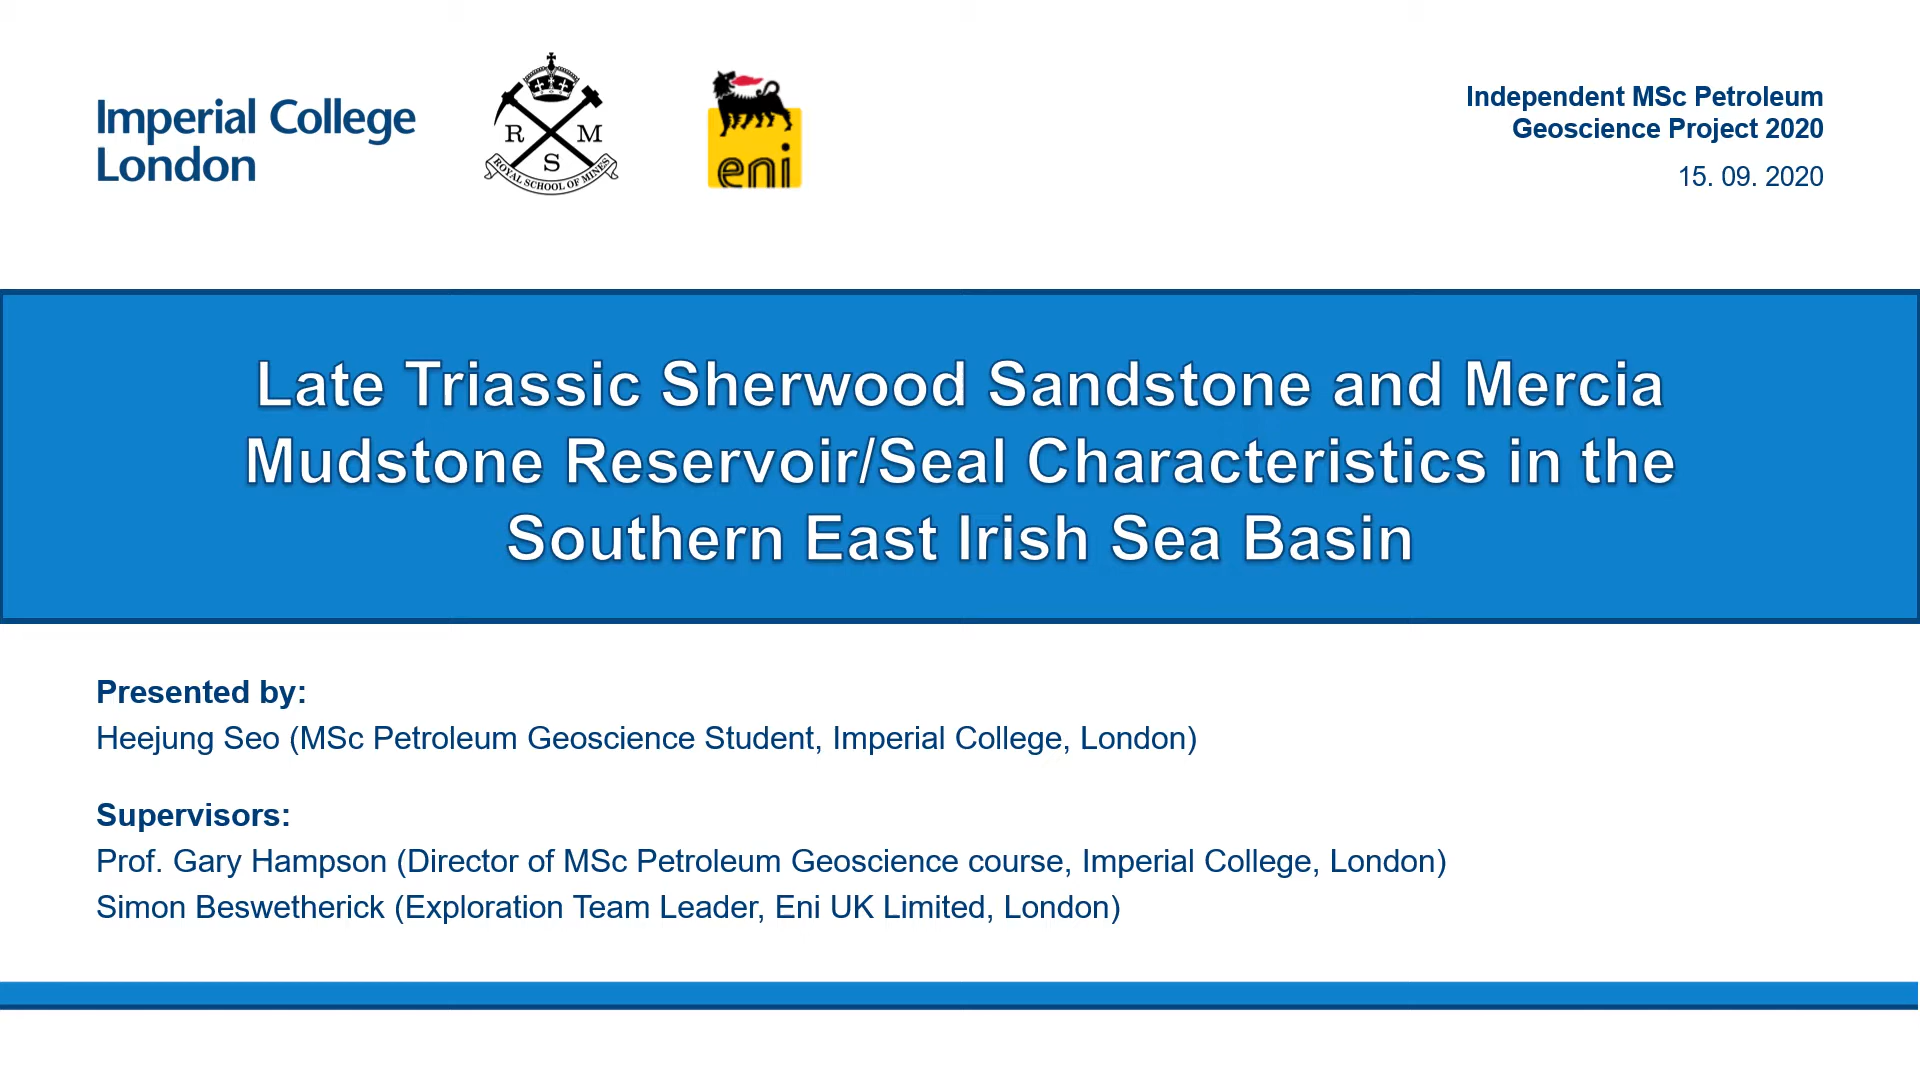 Imperial College
London
R M
S
ROYAL SCHOOL OF MINES
eni
Independent MSc Petroleum
Geoscience Project 2020
15. 09. 2020
Late Triassic Sherwood Sandstone and Mercia
Mudstone Reservoir/Seal Characteristics in the
Southern East Irish Sea Basin
Presented by:
Heejung Seo (MSc Petroleum Geoscience Student, Imperial College, London)
Supervisors:
Prof. Gary Hampson (Director of MSc Petroleum Geoscience course, Imperial College, London)
Simon Beswetherick (Exploration Team Leader, Eni UK Limited, London)